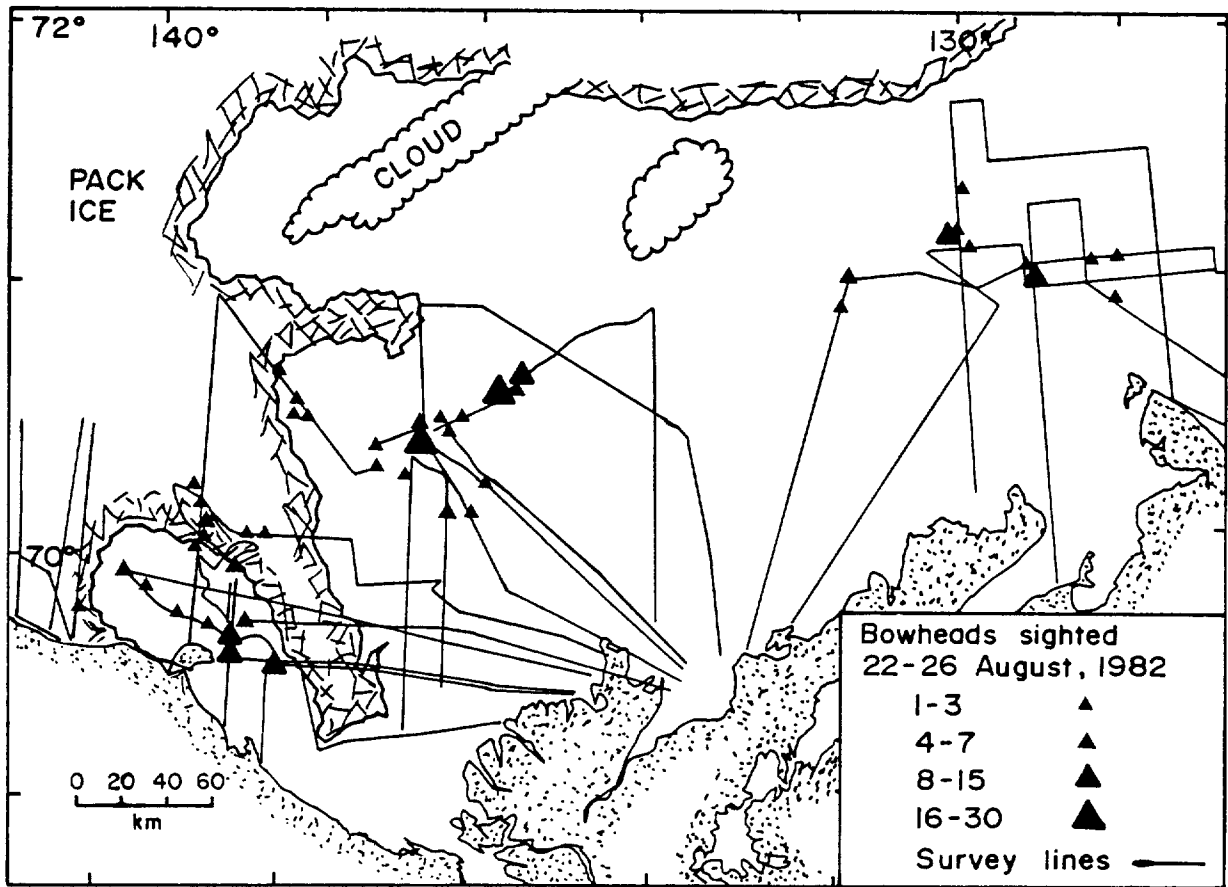 72° 140° 130°
CLOUD
PACK
ICE
70°
Bowheads sighted
22-26 August, 1982
1-3
4-7
8-15
16-30
Survey lines
0 20 40 60
km